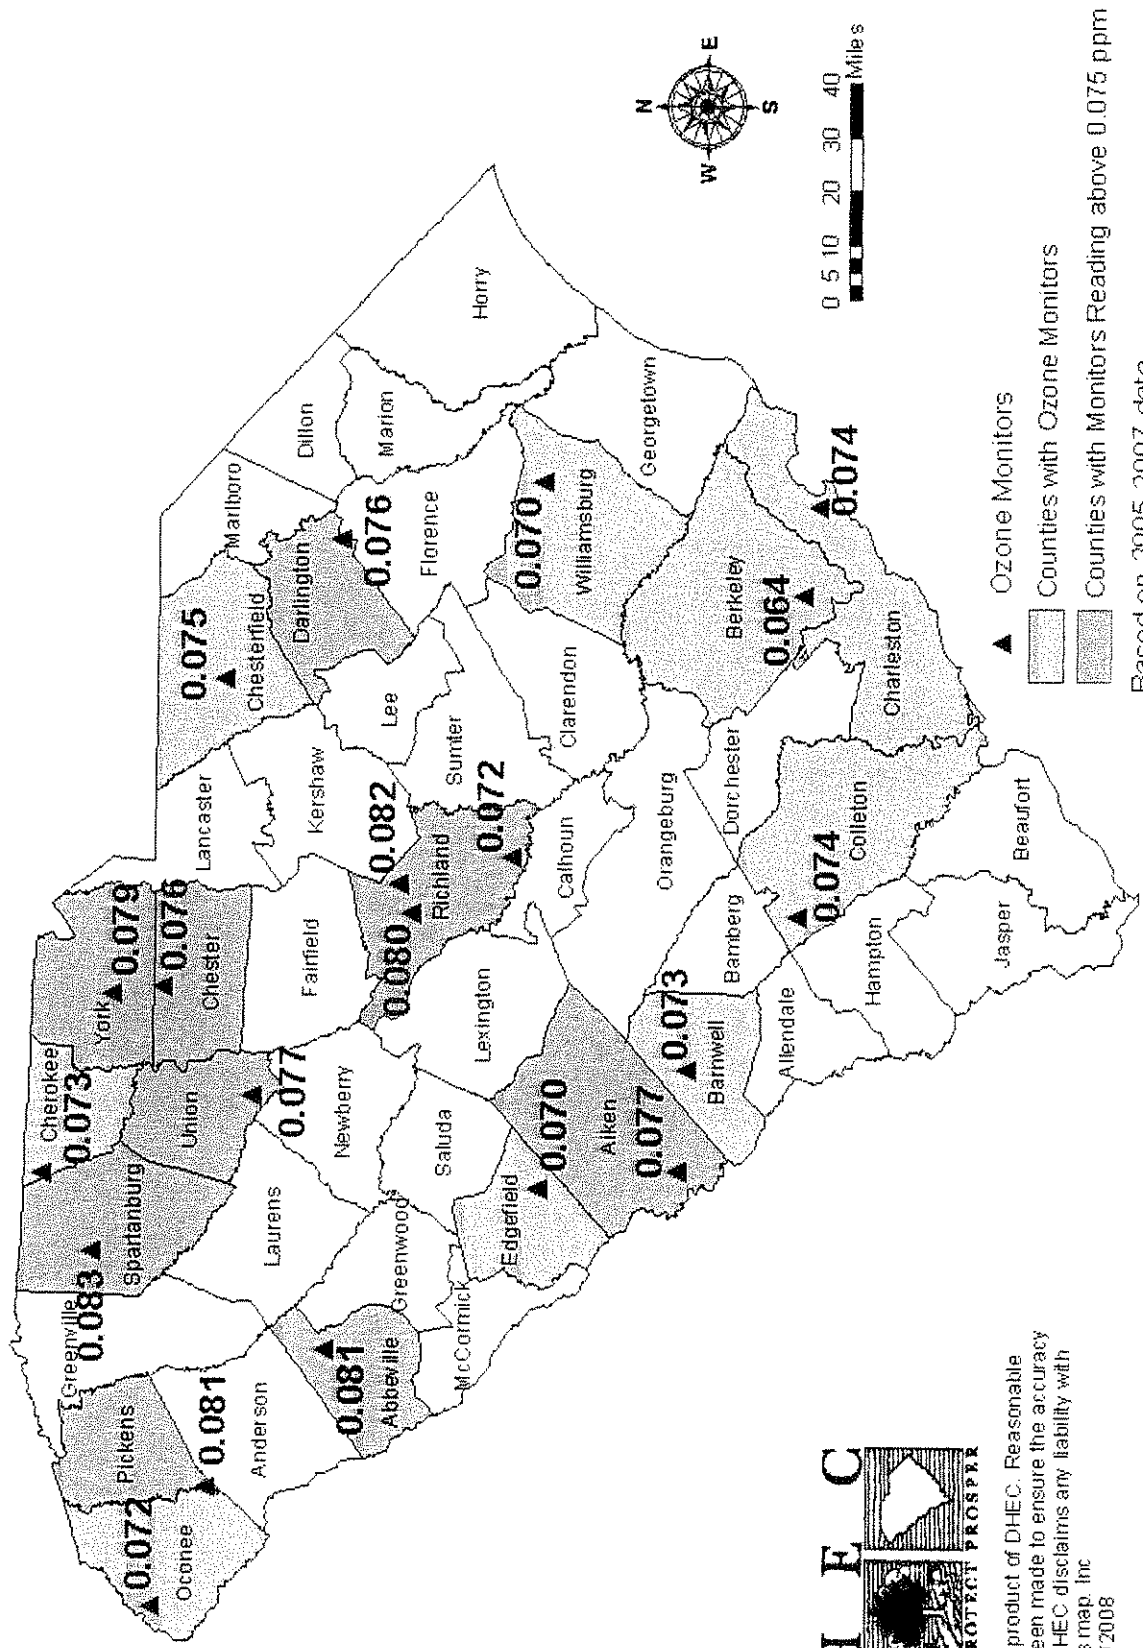 0.072
Oconee
Pickens
0.081
Anderson
Greenville
0.083
Spartanburg
Cherokee
0.073
York
0.079
0.076
Chester
Union
0.077
Laurens
Newberry
Fairfield
Lancaster
0.075
Chesterfield
Marlboro
Darlington
0.076
Dillon
Marion
Horry
Florence
Lee
Kershaw
0.082
0.080
Richland
0.072
Sumter
Clarendon
0.070
Williamsburg
Georgetown
Berkeley
0.064
0.074
Charleston
Dorchester
Colleton
0.074
Orangeburg
Calhoun
Lexington
Saluda
Greenwood
0.081
Abbeville
McCormick
Edgefield
0.070
Aiken
0.077
0.073
Barnwell
Bamberg
Allendale
Hampton
Jasper
Beaufort
N
W E
S
0 5 10 20 30 40
Miles
Ozone Monitors
Counties with Ozone Monitors
Counties with Monitors Reading above 0.075 ppm
Based on 2005-2007 data
E C
PROTECT PROSPER
product of DHEC. Reasonable
een made to ensure the accuracy
HEC disclaims any liability with
s map. Inc
2008